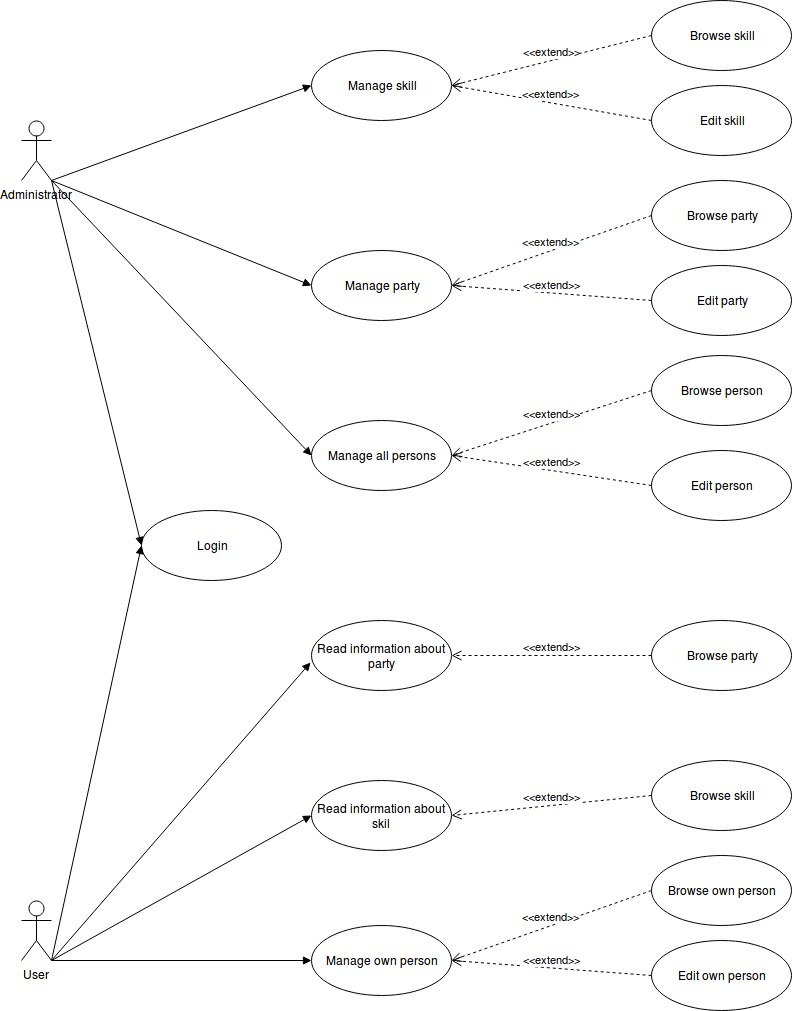 Browse skill
<<extend>>
Manage skill
<<extend>>
Edit skill
Administrator
Browse party
<<extend>>
Manage party
<<extend>>
Edit party
Browse person
<<extend>>
Manage all persons
<<extend>>
Edit person
Login
Read information about
party
<<extend>>
Browse party
Read information about
skil
<<extend>>
Browse skill
Browse own person
<<extend>>
Manage own person
<<extend>>
Edit own person
User